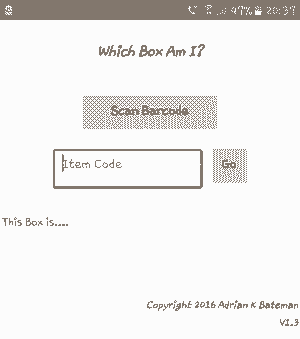 97% 20:37
Which Box Am I?
Scan Barcode
Item Code
Go
This Box is....
Copyright 2016 Adrian K Bateman
V1.3